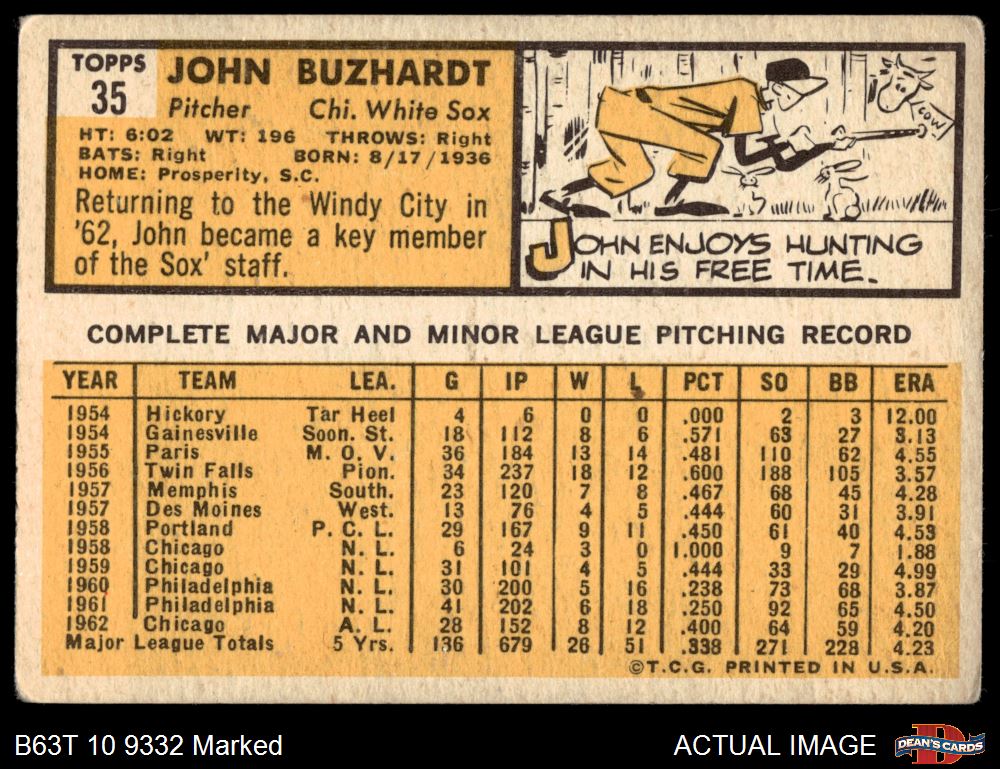 TOPPS
35
JOHN BUZHARDT
Pitcher Chi. White Sox
HT: 6:02 WT: 196 THROWS: Right
BATS: Right BORN: 8/17/1936
HOME: Prosperity, S.C.
Returning to the Windy City in
'62, John became a key member
of the Sox' staff.
COW
JOHN ENJOYS HUNTING
IN HIS FREE TIME.
COMPLETE MAJOR AND MINOR LEAGUE PITCHING RECORD
YEAR TEAM LEA. G IP W L PCT SO BB ERA
1954 Hickory Tar Heel 4 6 0 0 .000 2 3 12.00
1954 Gainesville Soon. St. 18 112 8 6 .571 63 27 3.13
1955 Paris M. O. V. 36 184 13 14 .481 110 62 4.55
1956 Twin Falls Pion. 34 237 18 12 .600 188 105 3.57
1957 Memphis South. 23 120 7 8 .467 68 45 4.28
1957 Des Moines West. 13 76 4 5 .444 60 31 3.91
1958 Portland P. C. L. 29 167 9 11 .450 61 40 4.53
1958 Chicago N. L. 6 24 3 0 1.000 9 7 1.88
1959 Chicago N. L. 31 101 4 5 .444 33 29 4.99
1960 Philadelphia N. L. 30 200 5 16 .238 73 68 3.87
1961 Philadelphia N. L. 41 202 6 18 .250 92 65 4.50
1962 Chicago A. L. 28 152 8 12 .400 64 59 4.20
Major League Totals 5 Yrs. 136 679 26 51 .338 271 228 4.23
©T.C.G. PRINTED IN U.S.A.
B63T 10 9332 Marked
ACTUAL IMAGE
D
DEAN'S CARDS